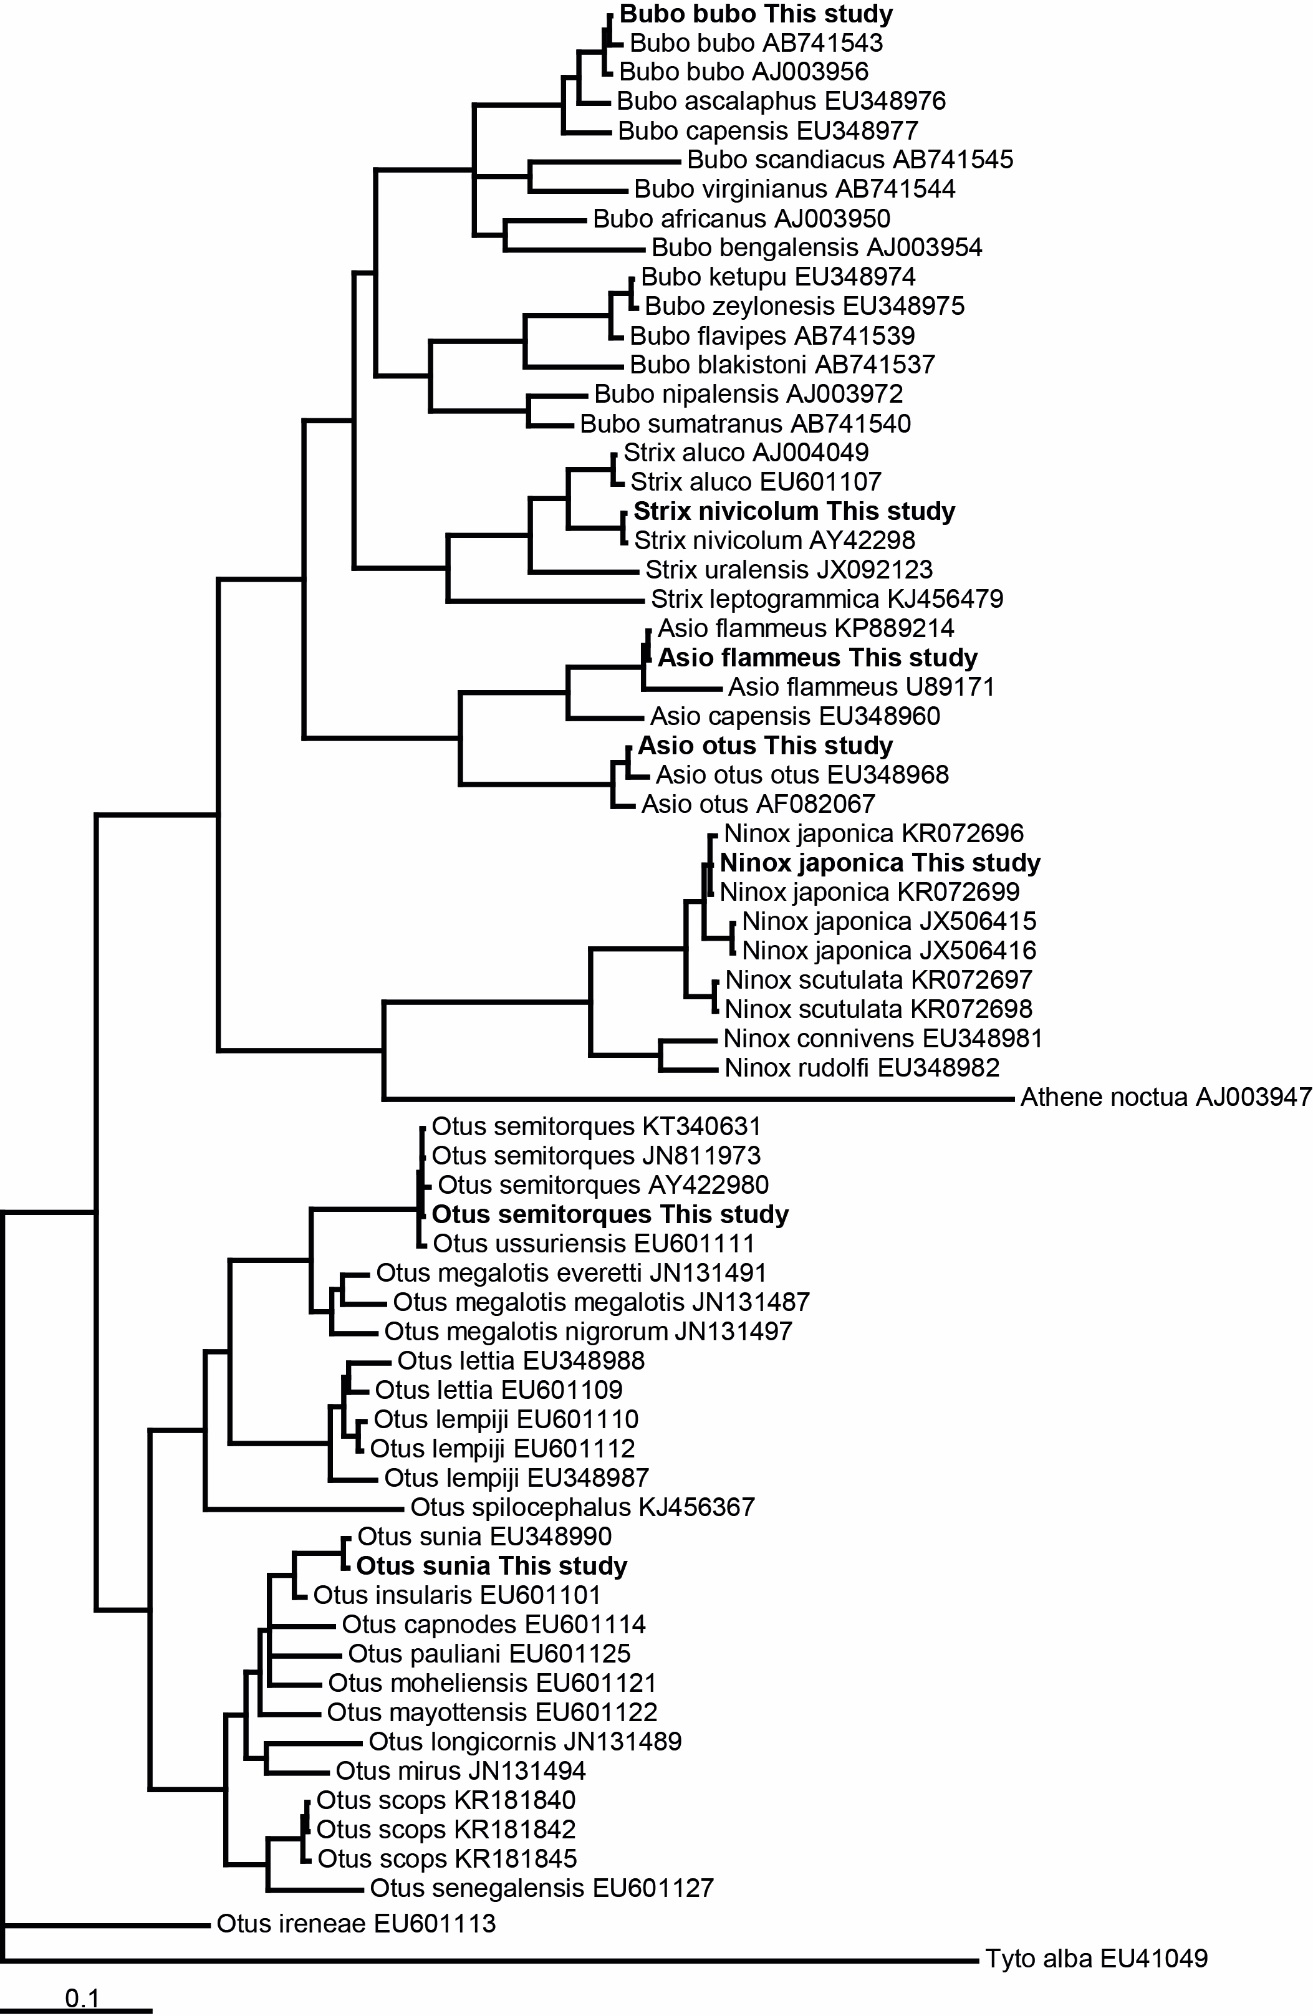 Bubo bubo This study
Bubo bubo AB741543
Bubo bubo AJ003956
Bubo ascalaphus EU348976
Bubo capensis EU348977
Bubo scandiacus AB741545
Bubo virginianus AB741544
Bubo africanus AJ003950
Bubo bengalensis AJ003954
Bubo ketupu EU348974
Bubo zeylonesis EU348975
Bubo flavipes AB741539
Bubo blakistoni AB741537
Bubo nipalensis AJ003972
Bubo sumatranus AB741540
Strix aluco AJ004049
Strix aluco EU601107
Strix nivicolum This study
Strix nivicolum AY42298
Strix uralensis JX092123
Strix leptogrammica KJ456479
Asio flammeus KP889214
Asio flammeus This study
Asio flammeus U89171
Asio capensis EU348960
Asio otus This study
Asio otus otus EU348968
Asio otus AF082067
Ninox japonica KR072696
Ninox japonica This study
Ninox japonica KR072699
Ninox japonica JX506415
Ninox japonica JX506416
Ninox scutulata KR072697
Ninox scutulata KR072698
Ninox connivens EU348981
Ninox rudolfi EU348982
Athene noctua AJ003947
Otus semitorques KT340631
Otus semitorques JN811973
Otus semitorques AY422980
Otus semitorques This study
Otus ussuriensis EU601111
Otus megalotis everetti JN131491
Otus megalotis megalotis JN131487
Otus megalotis nigrorum JN131497
Otus lettia EU348988
Otus lettia EU601109
Otus lempiji EU601110
Otus lempiji EU601112
Otus lempiji EU348987
Otus spilocephalus KJ456367
Otus sunia EU348990
Otus sunia This study
Otus insularis EU601101
Otus capnodes EU601114
Otus pauliani EU601125
Otus moheliensis EU601121
Otus mayottensis EU601122
Otus longicornis JN131489
Otus mirus JN131494
Otus scops KR181840
Otus scops KR181842
Otus scops KR181845
Otus senegalensis EU601127
Otus ireneae EU601113
Tyto alba EU41049
0.1